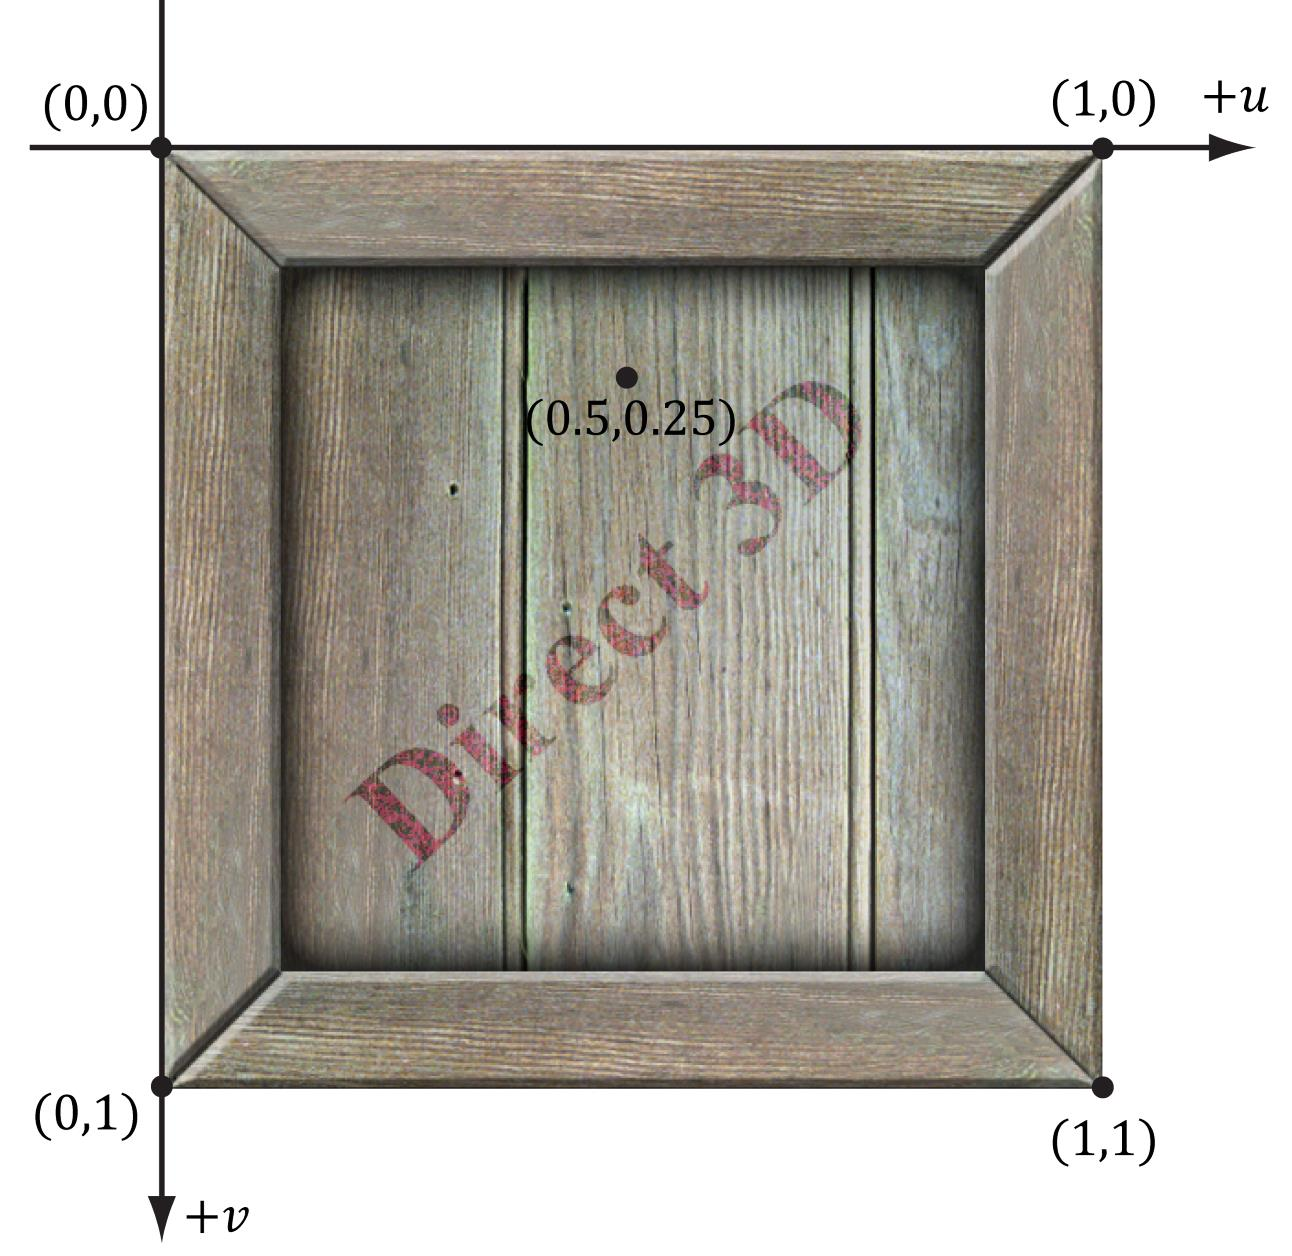 (0,0)
(1,0)
+u
(0.5,0.25)
Direct 3D
(0,1)
(1,1)
+v